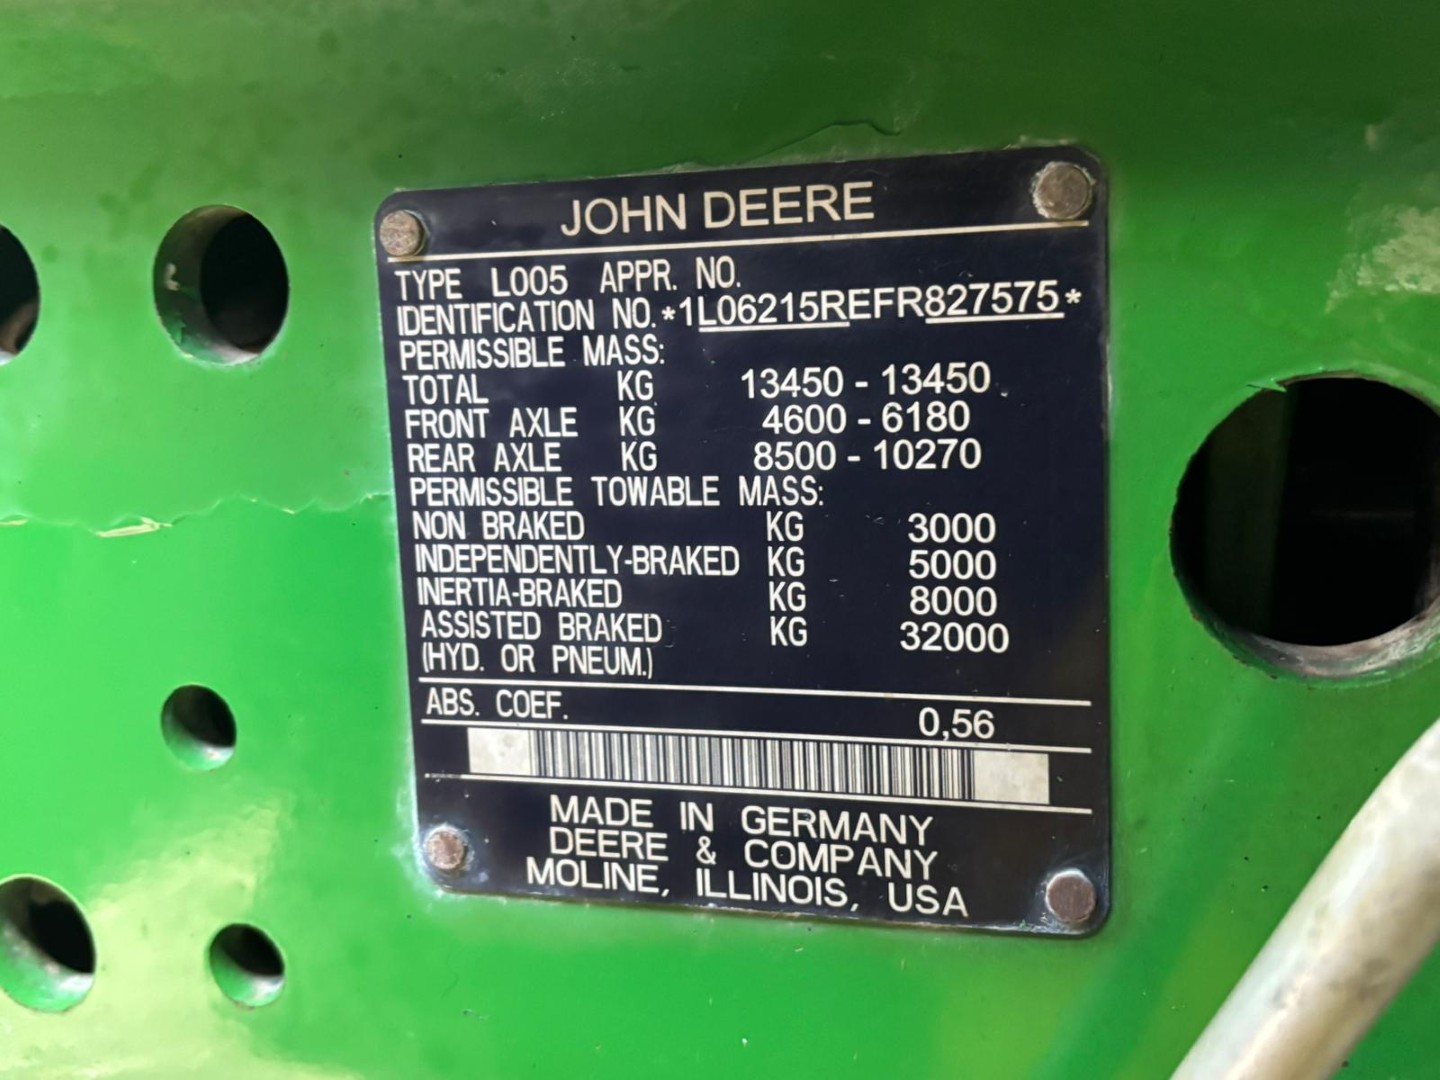 JOHN DEERE
TYPE L005 APPR. NO.
IDENTIFICATION NO. *1L06215REFR827575*
PERMISSIBLE MASS:
TOTAL KG 13450 - 13450
FRONT AXLE KG 4600 - 6180
REAR AXLE KG 8500 - 10270
PERMISSIBLE TOWABLE MASS:
NON BRAKED KG 3000
INDEPENDENTLY-BRAKED KG 5000
INERTIA-BRAKED KG 8000
ASSISTED BRAKED KG 32000
(HYD. OR PNEUM.)
ABS. COEF. 0,56
MADE IN GERMANY
DEERE & COMPANY
MOLINE, ILLINOIS, USA